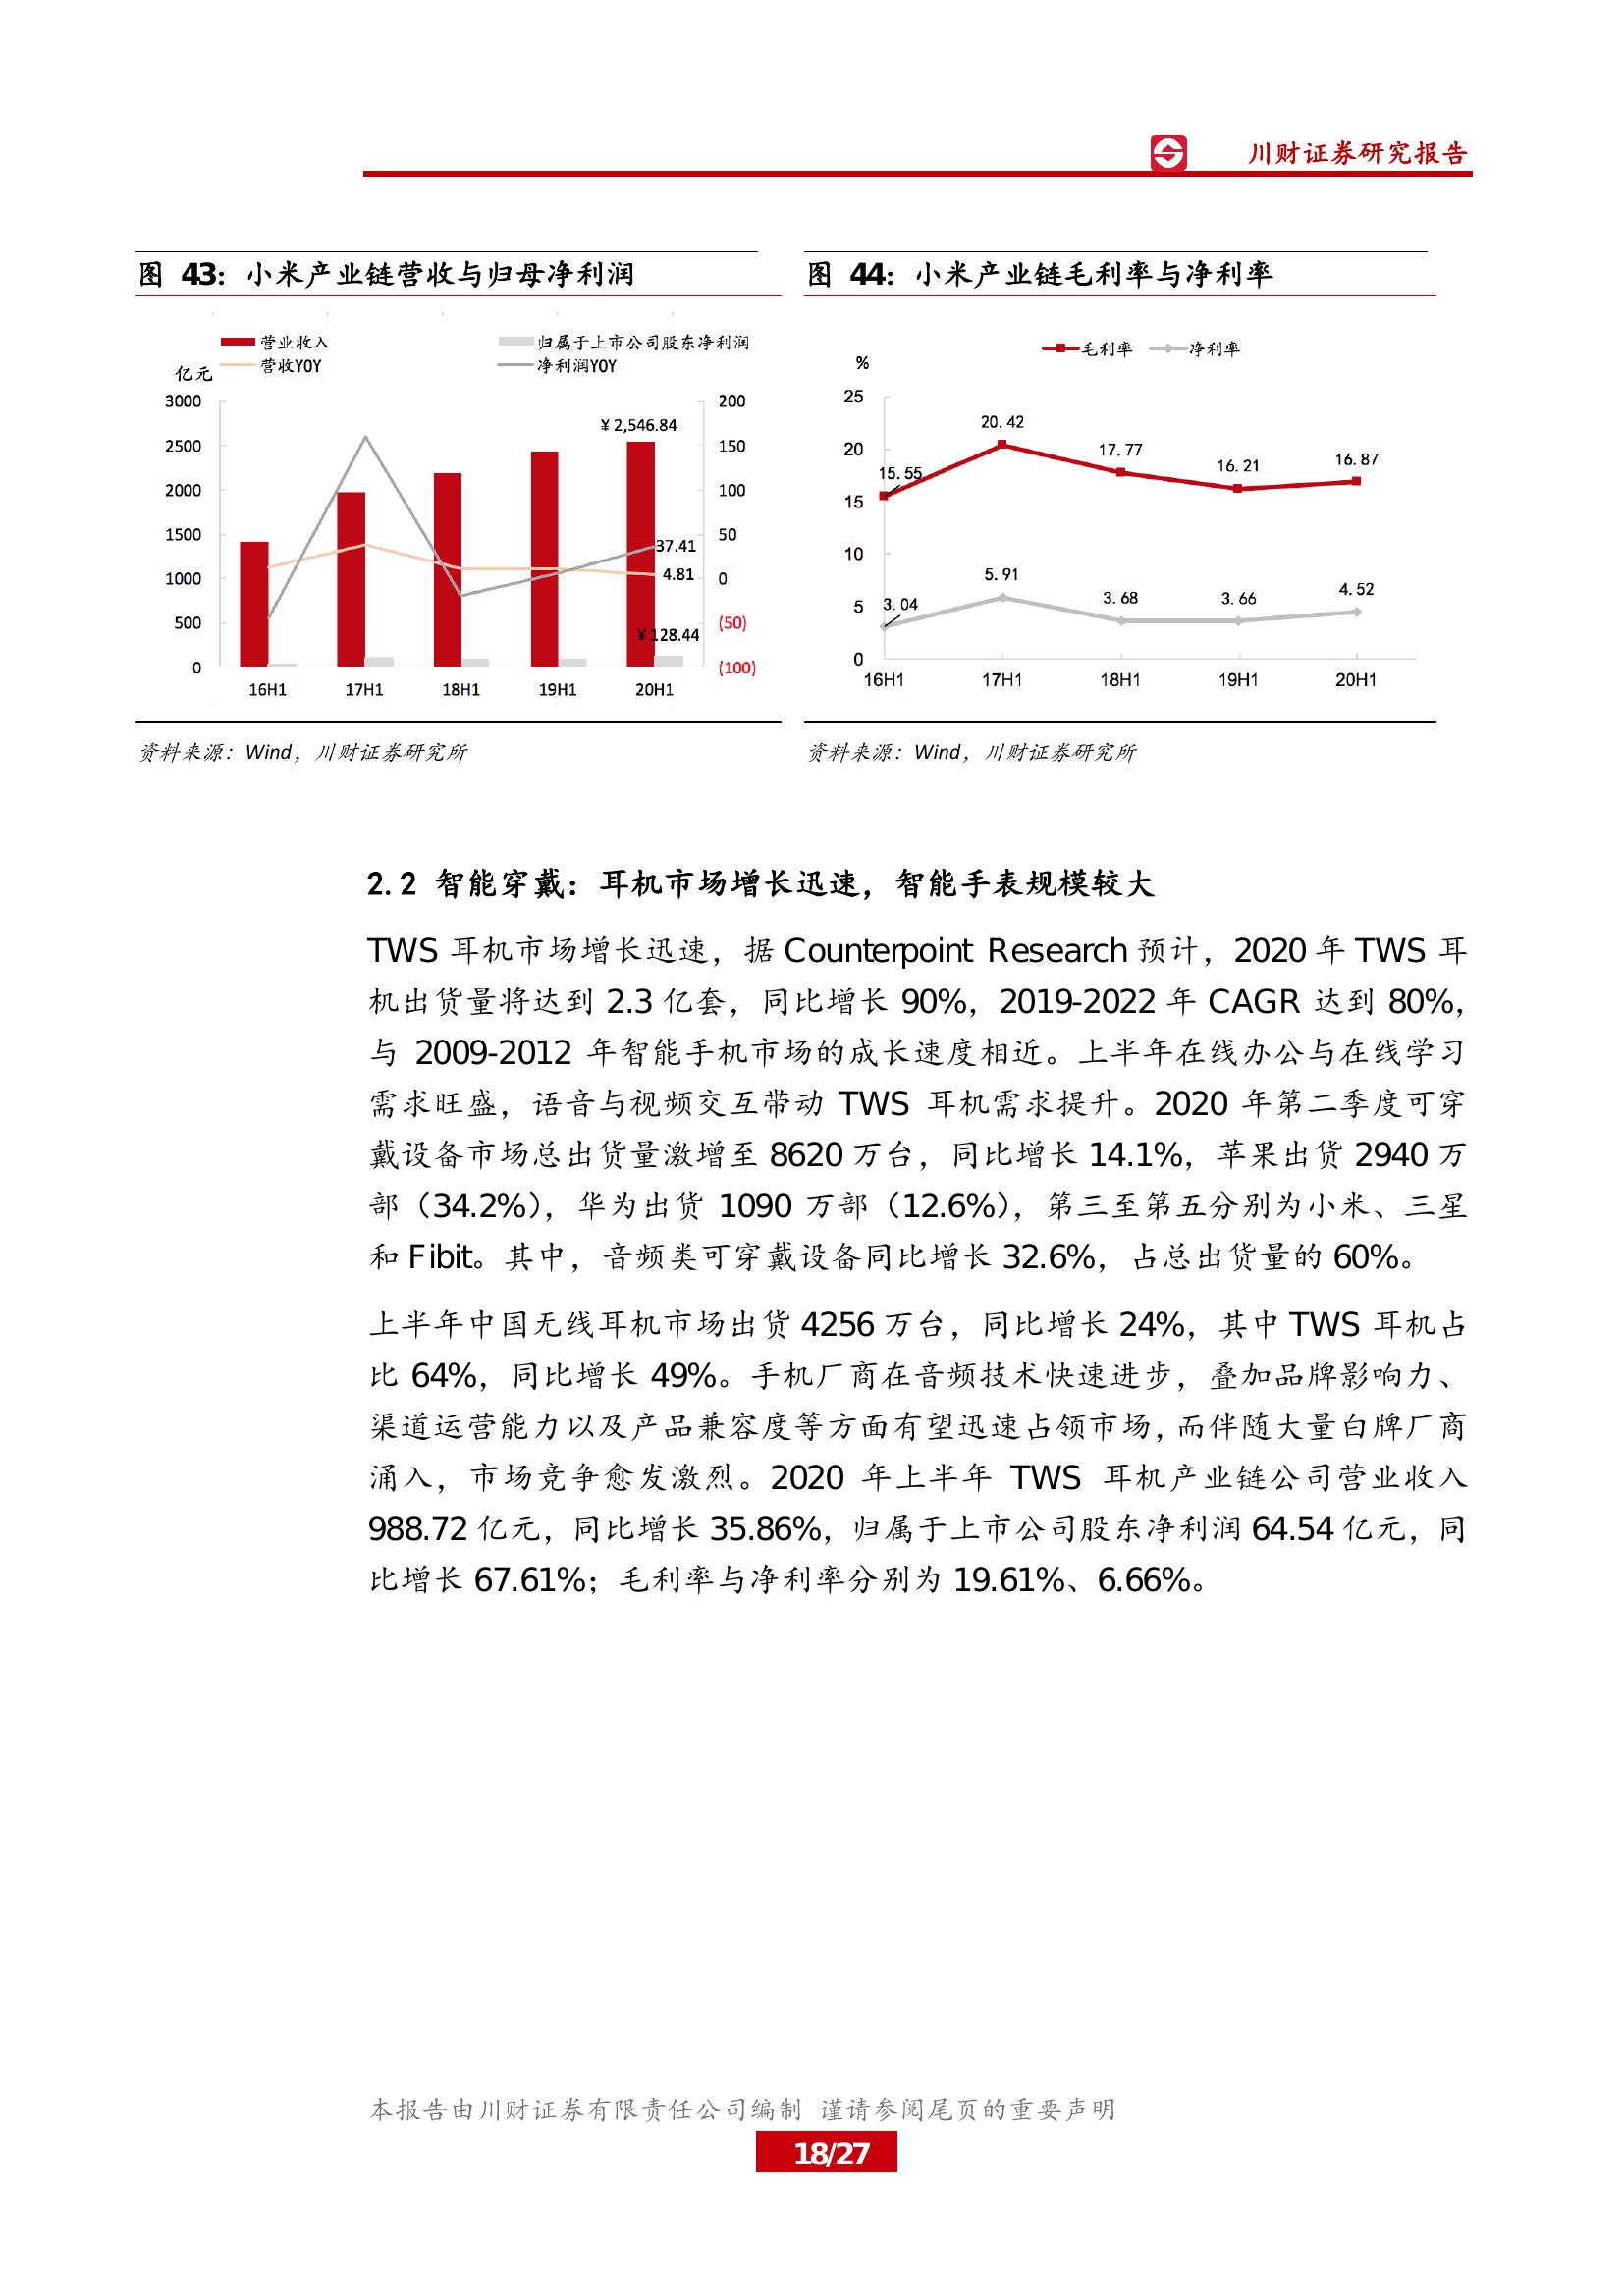 川财证券研究报告
图 43：小米产业链营收与归母净利润
营业收入
归属于上市公司股东净利润
营收YOY
净利润YOY
亿元
3000
2500
2000
1500
1000
500
0
200
150
100
50
0
(50)
(100)
¥ 2,546.84
37.41
4.81
¥ 128.44
16H1
17H1
18H1
19H1
20H1
资料来源：Wind，川财证券研究所
图 44：小米产业链毛利率与净利率
毛利率
净利率
%
25
20
15
10
5
0
15.55
20.42
17.77
16.21
16.87
3.04
5.91
3.68
3.66
4.52
16H1
17H1
18H1
19H1
20H1
资料来源：Wind，川财证券研究所
2.2 智能穿戴：耳机市场增长迅速，智能手表规模较大
TWS 耳机市场增长迅速，据 Counterpoint Research 预计，2020 年 TWS 耳
机出货量将达到 2.3 亿套，同比增长 90%，2019-2022 年 CAGR 达到 80%，
与 2009-2012 年智能手机市场的成长速度相近。上半年在线办公与在线学习
需求旺盛，语音与视频交互带动 TWS 耳机需求提升。2020 年第二季度可穿
戴设备市场总出货量激增至 8620 万台，同比增长 14.1%，苹果出货 2940 万
部（34.2%），华为出货 1090 万部（12.6%），第三至第五分别为小米、三星
和 Fibit。其中，音频类可穿戴设备同比增长 32.6%，占总出货量的 60%。
上半年中国无线耳机市场出货 4256 万台，同比增长 24%，其中 TWS 耳机占
比 64%，同比增长 49%。手机厂商在音频技术快速进步，叠加品牌影响力、
渠道运营能力以及产品兼容度等方面有望迅速占领市场，而伴随大量白牌厂商
涌入，市场竞争愈发激烈。2020 年上半年 TWS 耳机产业链公司营业收入
988.72 亿元，同比增长 35.86%，归属于上市公司股东净利润 64.54 亿元，同
比增长 67.61%；毛利率与净利率分别为 19.61%、6.66%。
本报告由川财证券有限责任公司编制 谨请参阅尾页的重要声明
18/27